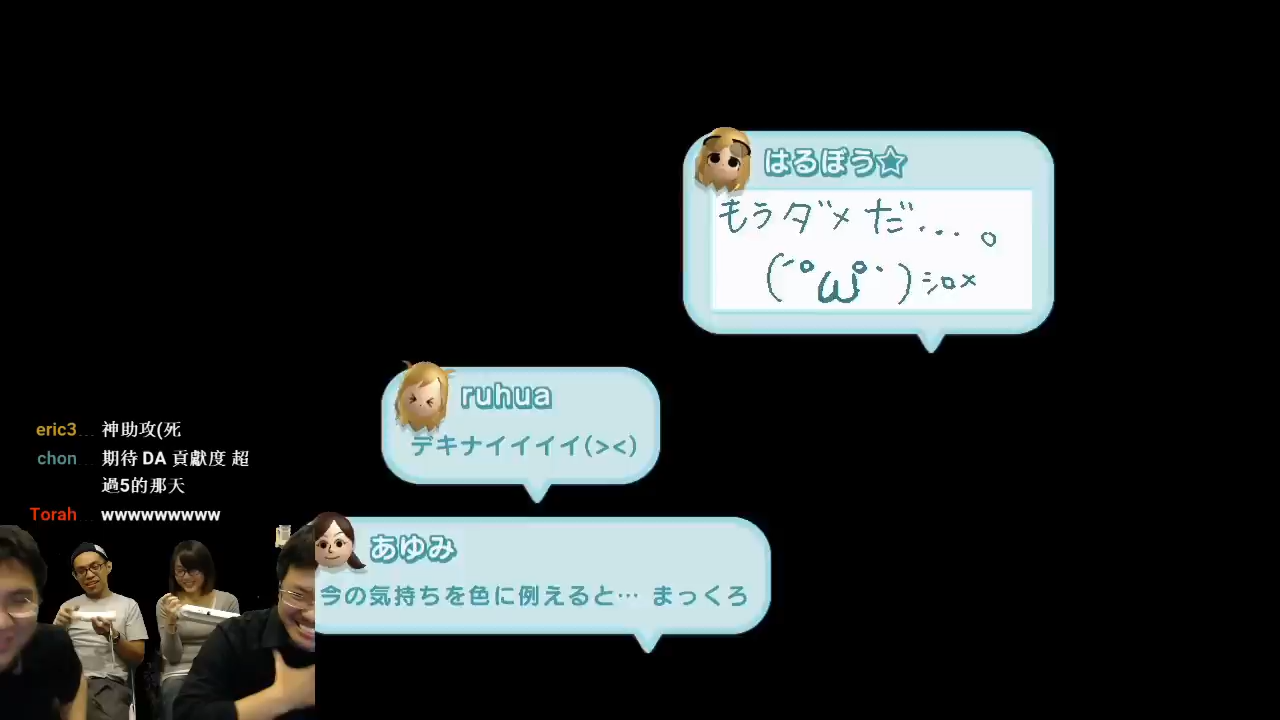 はるぼう☆
もうダメだ...。
(´°ω°`)シロメ
ruhua
デキナイイイイ(><)
eric3 神助攻(死
chon 期待 DA 貢獻度 超
過5的那天
Torah wwwwwwwww
あゆみ
今の気持ちを色に例えると… まっくろ